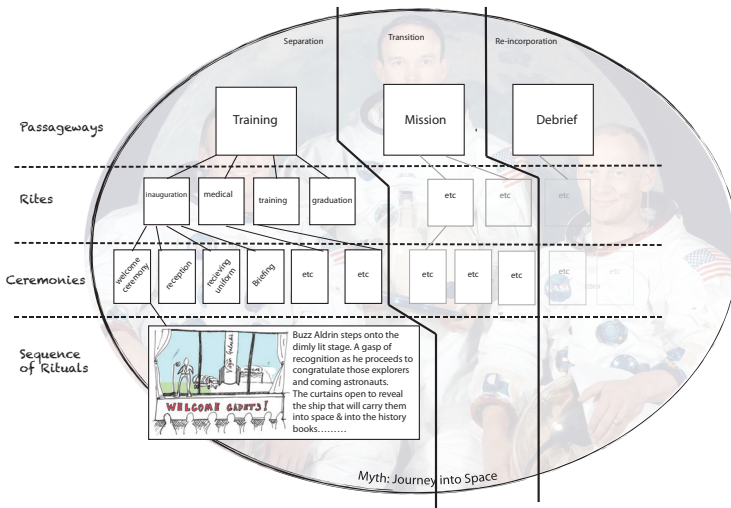 Separation
Transition
Re-incorporation
Passageways
Training
Mission
Debrief
Rites
inauguration
medical
training
graduation
etc
etc
etc
Ceremonies
welcome
ceremony
reception
recieving
uniform
Briefing
etc
etc
etc
etc
etc
etc
etc
Sequence
of Rituals
WELCOME CADETS!
Buzz Aldrin steps onto the
dimly lit stage. A gasp of
recognition as he proceeds to
congratulate those explorers
and coming astronauts.
The curtains open to reveal
the ship that will carry them
into space & into the history
books.........
Myth: Journey into Space